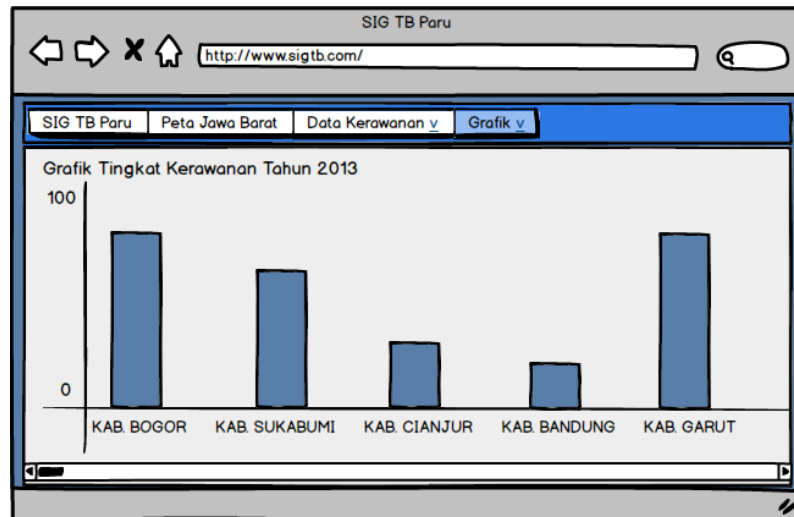 SIG TB Paru
http://www.sigtb.com/
SIG TB Paru Peta Jawa Barat Data Kerawanan v Grafik v
Grafik Tingkat Kerawanan Tahun 2013
100
0
KAB. BOGOR KAB. SUKABUMI KAB. CIANJUR KAB. BANDUNG KAB. GARUT